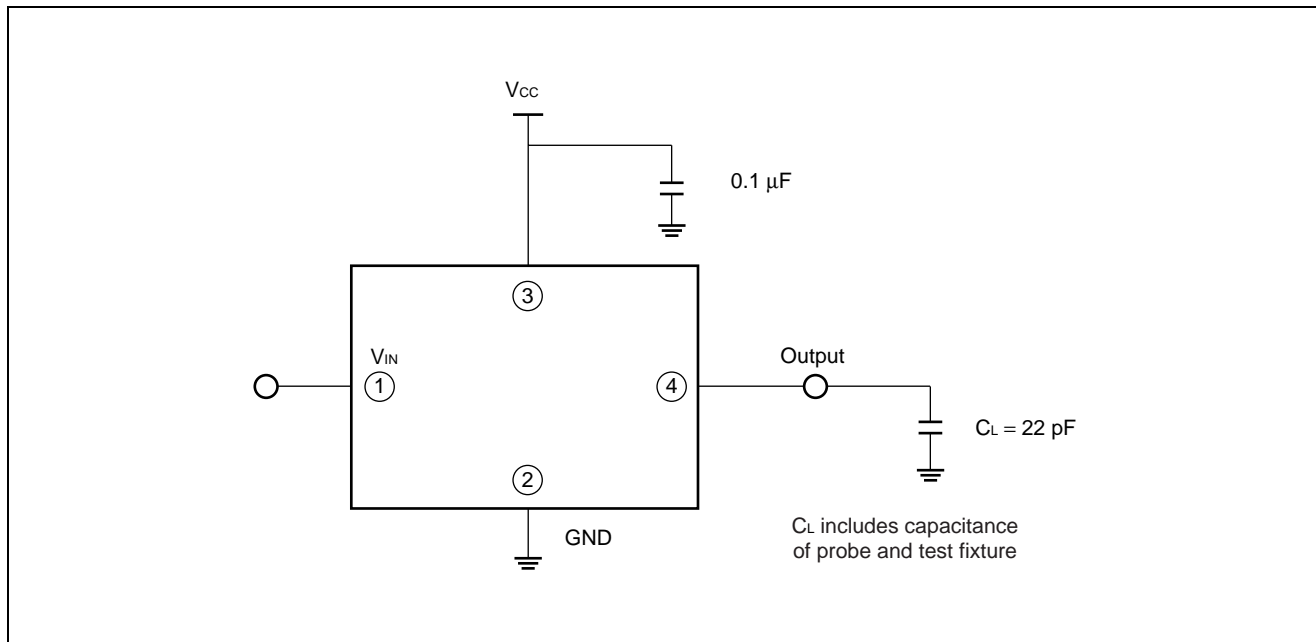 VCC
0.1 μF
3
VIN
1
4
Output
CL = 22 pF
2
GND
CL includes capacitance
of probe and test fixture